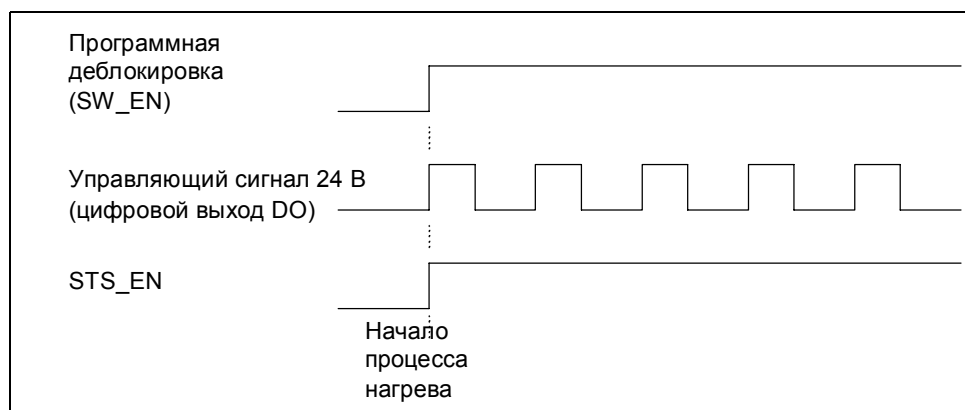 Программная
деблокировка
(SW_EN)
Управляющий сигнал 24 В
(цифровой выход DO)
STS_EN
Начало
процесса
нагрева